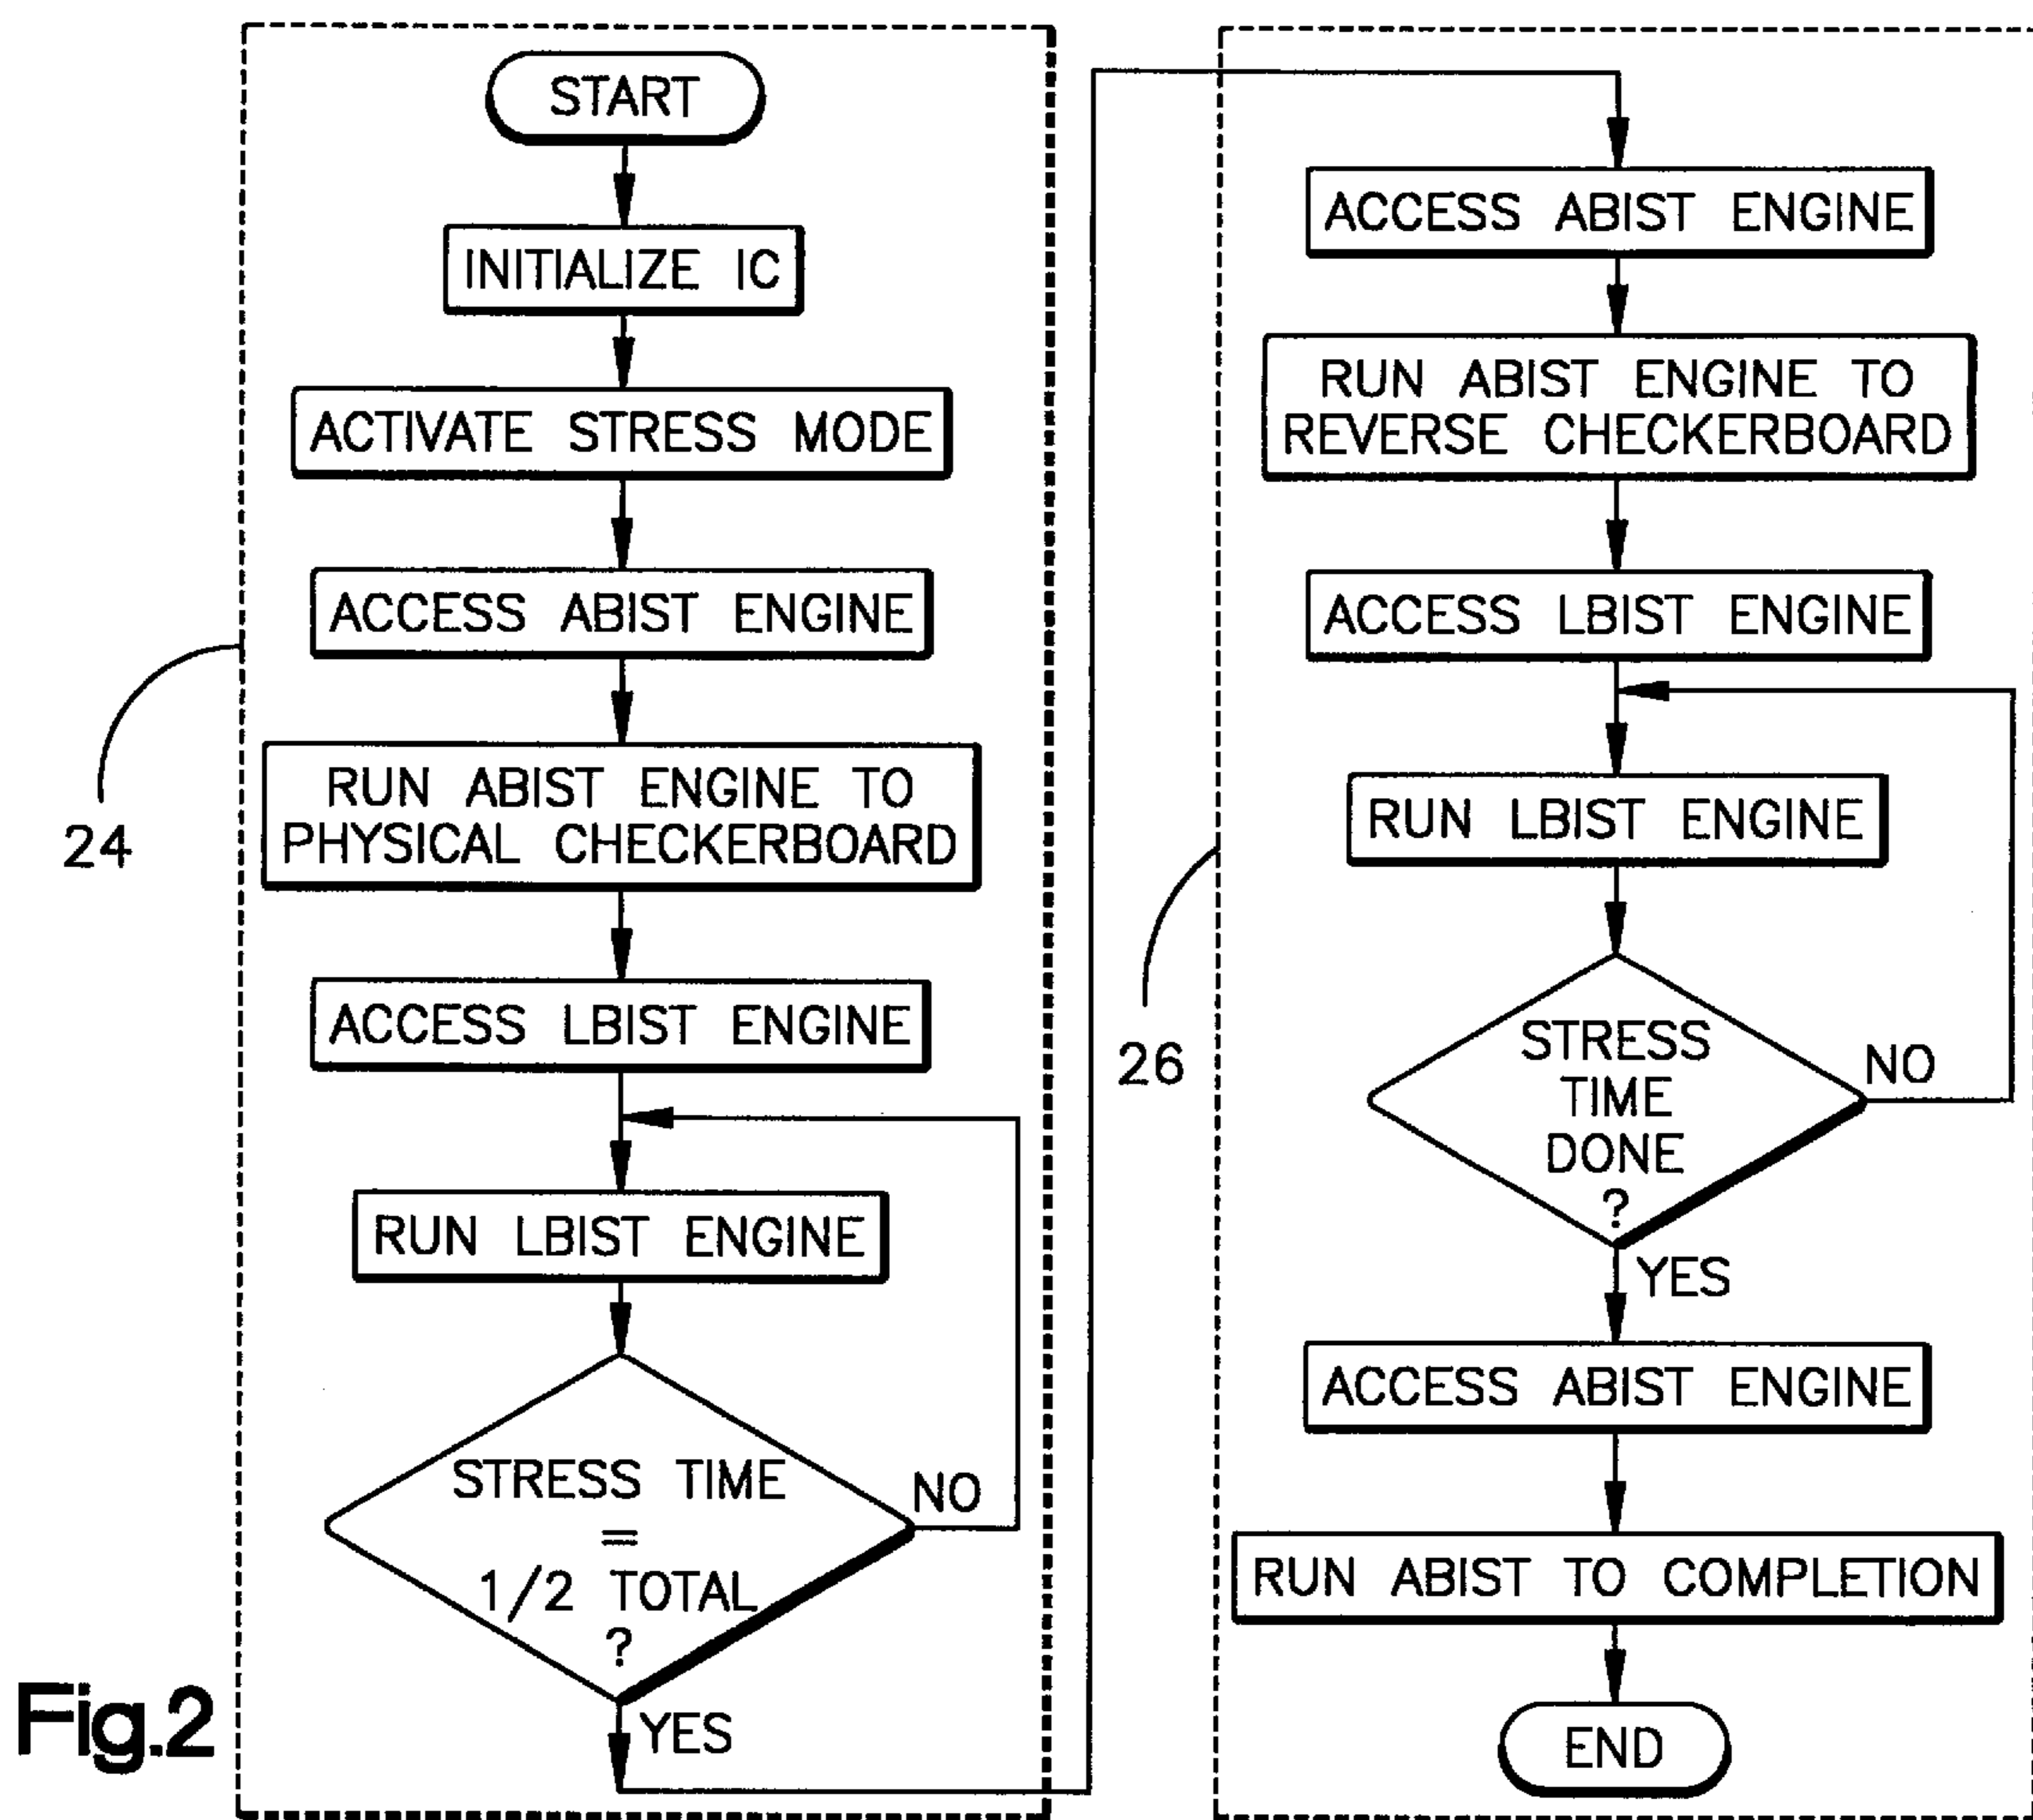 START
INITIALIZE IC
ACTIVATE STRESS MODE
ACCESS ABIST ENGINE
RUN ABIST ENGINE TO
PHYSICAL CHECKERBOARD
ACCESS LBIST ENGINE
RUN LBIST ENGINE
STRESS TIME
=
1/2 TOTAL
?
NO
YES
24
ACCESS ABIST ENGINE
RUN ABIST ENGINE TO
REVERSE CHECKERBOARD
ACCESS LBIST ENGINE
RUN LBIST ENGINE
STRESS
TIME
DONE
?
NO
YES
ACCESS ABIST ENGINE
RUN ABIST TO COMPLETION
END
26
Fig.2